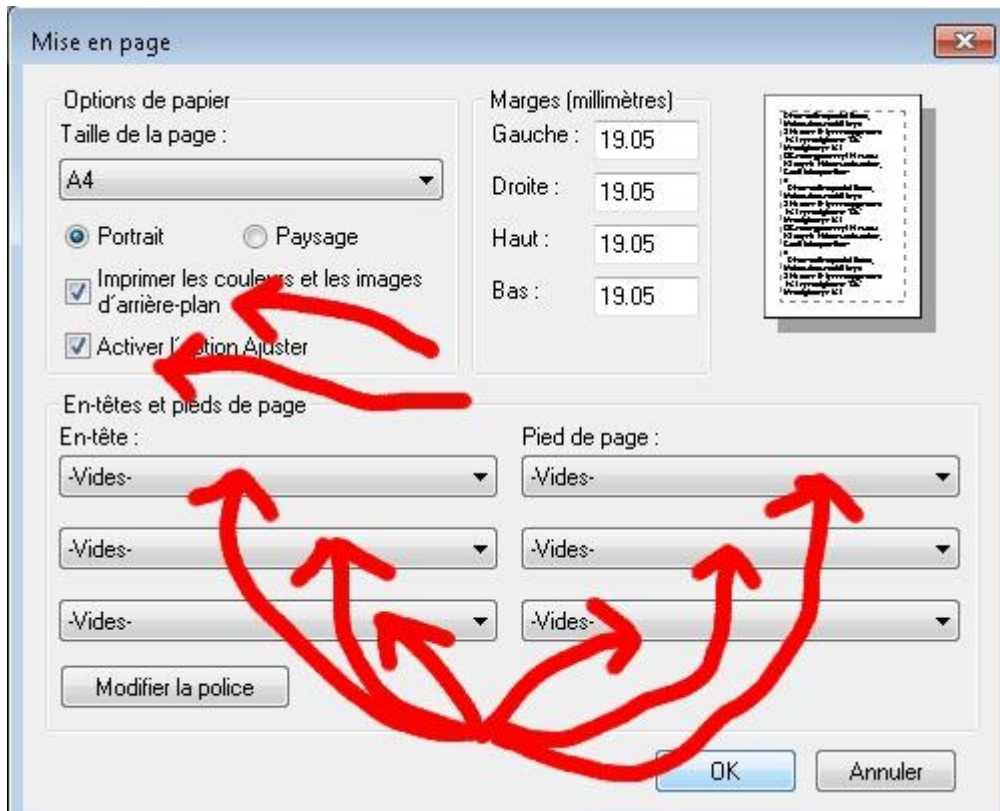 Mise en page
Options de papier
Taille de la page :
A4
Portrait
Paysage
Imprimer les couleurs et les images
d'arrière-plan
Activer l'option Ajuster
Marges (millimètres)
Gauche : 19.05
Droite : 19.05
Haut : 19.05
Bas : 19.05
En-têtes et pieds de page
En-tête :
-Vides-
-Vides-
-Vides-
Pied de page :
-Vides-
-Vides-
-Vides-
Modifier la police
OK
Annuler